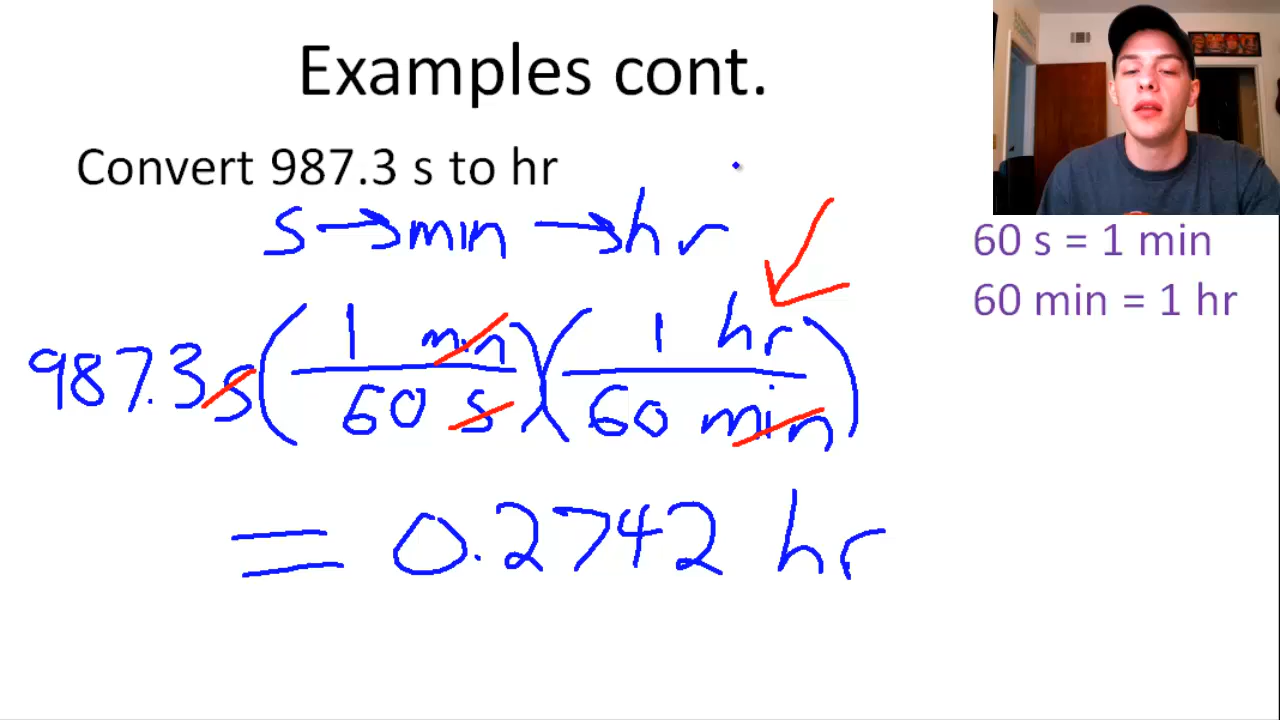 Examples cont.
Convert 987.3 s to hr
s → min → hr
60 s = 1 min
60 min = 1 hr
987.3 s (1 min / 60 s) (1 hr / 60 min)
= 0.2742 hr